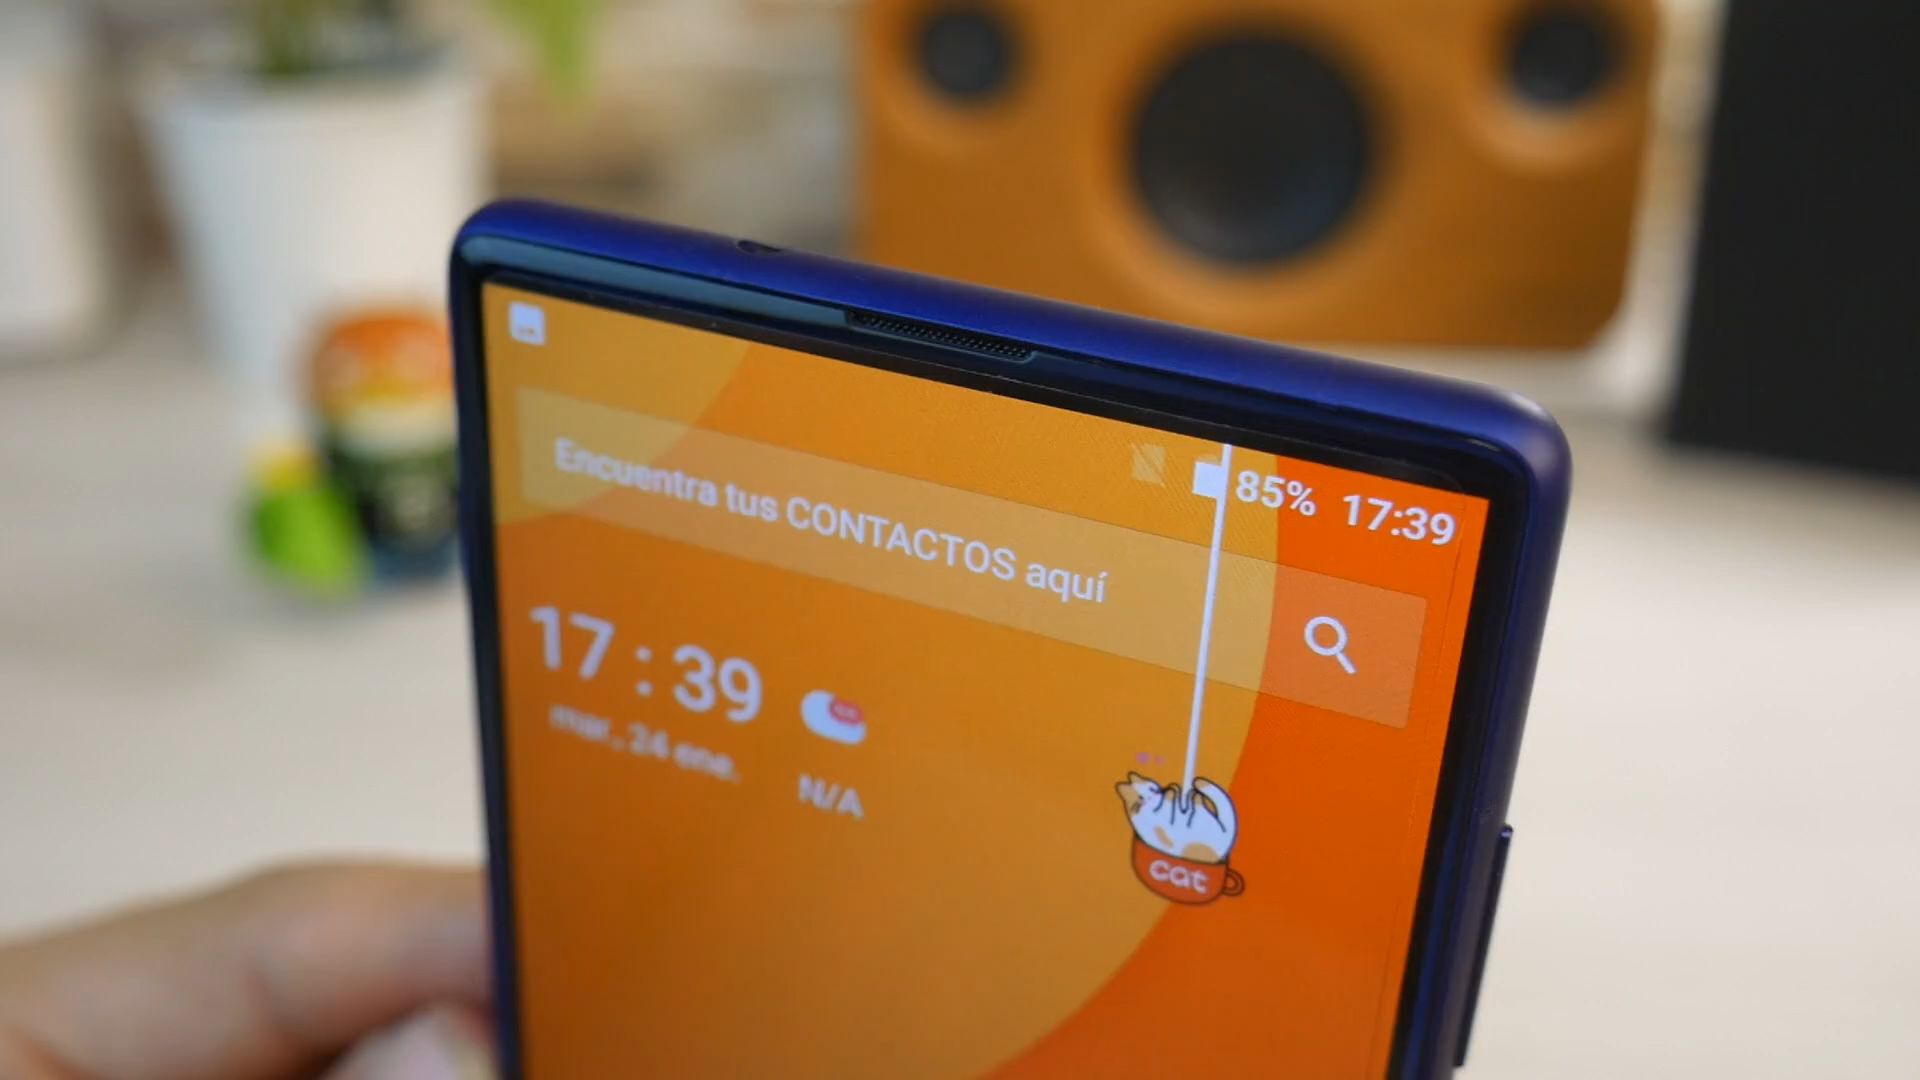 85% 17:39
Encuentra tus CONTACTOS aquí
17 : 39
mar., 24 ene.
N/A
cat